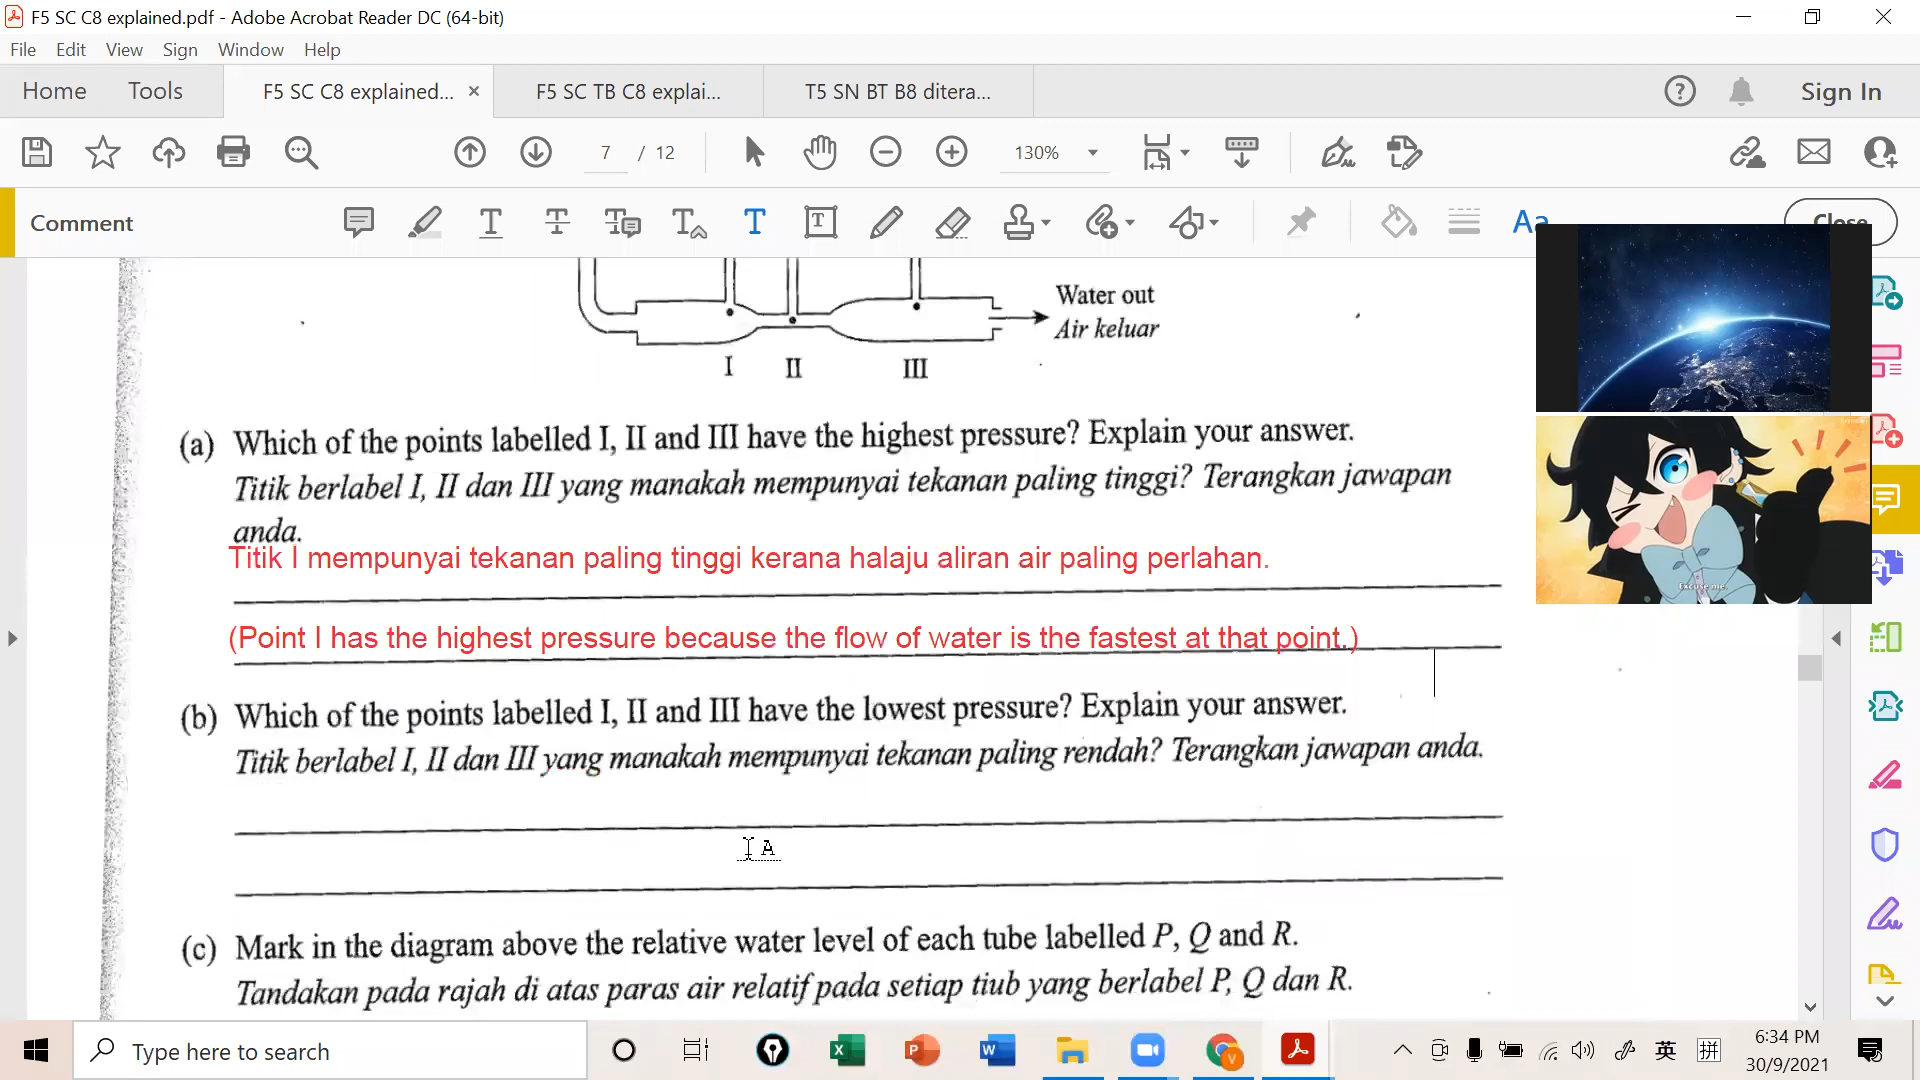 F5 SC C8 explained.pdf - Adobe Acrobat Reader DC (64-bit)
File Edit View Sign Window Help
Home Tools F5 SC C8 explained... × F5 SC TB C8 explai... T5 SN BT B8 ditera... Sign In
7 / 12 130%
Comment Close
Water out
Air keluar
I II III
(a) Which of the points labelled I, II and III have the highest pressure? Explain your answer.
Titik berlabel I, II dan III yang manakah mempunyai tekanan paling tinggi? Terangkan jawapan
anda.
Titik I mempunyai tekanan paling tinggi kerana halaju aliran air paling perlahan.
(Point I has the highest pressure because the flow of water is the fastest at that point.)
(b) Which of the points labelled I, II and III have the lowest pressure? Explain your answer.
Titik berlabel I, II dan III yang manakah mempunyai tekanan paling rendah? Terangkan jawapan anda.
(c) Mark in the diagram above the relative water level of each tube labelled P, Q and R.
Tandakan pada rajah di atas paras air relatif pada setiap tiub yang berlabel P, Q dan R.
Excuse me.
Type here to search
英 拼
6:34 PM
30/9/2021